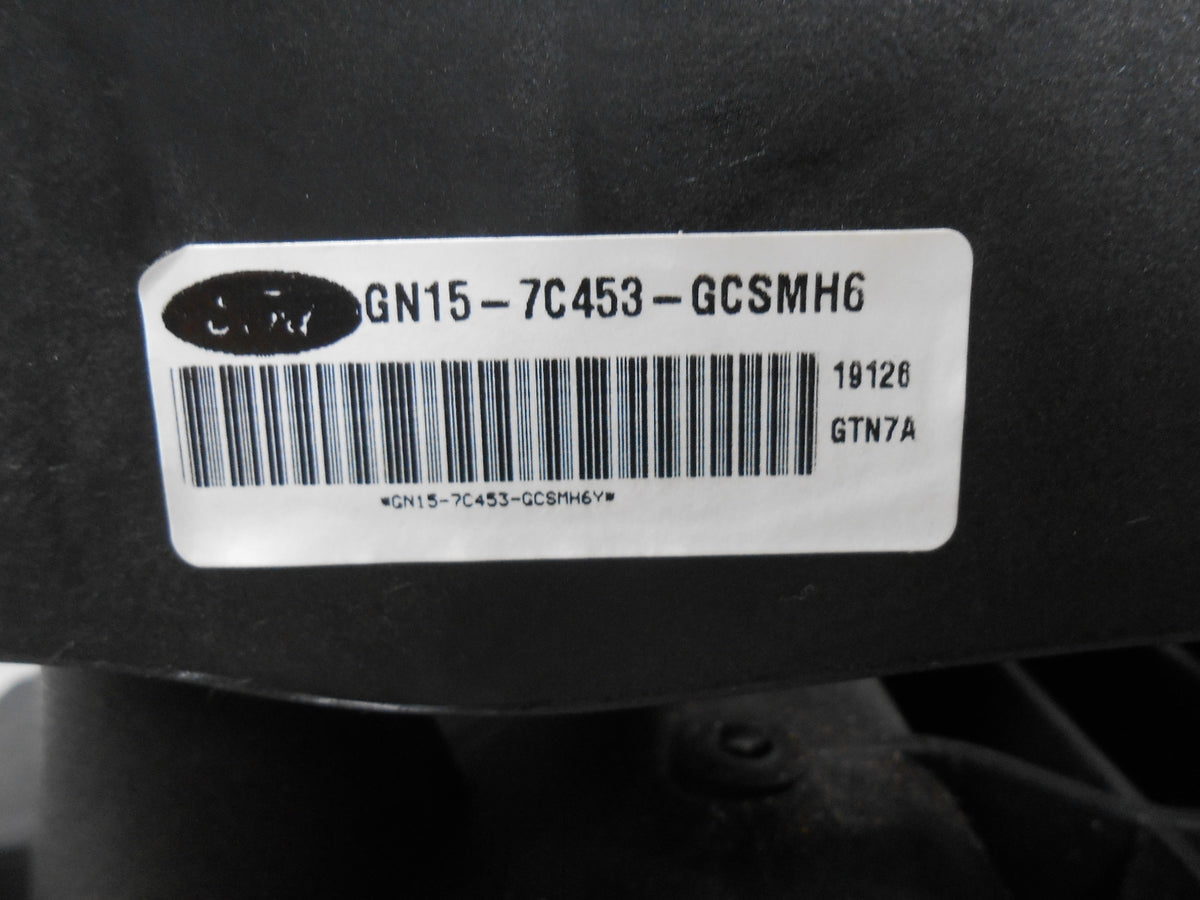 GN15-7C453-GCSMH6
19126
GTN7A
*GN15-7C453-GCSMH6Y*